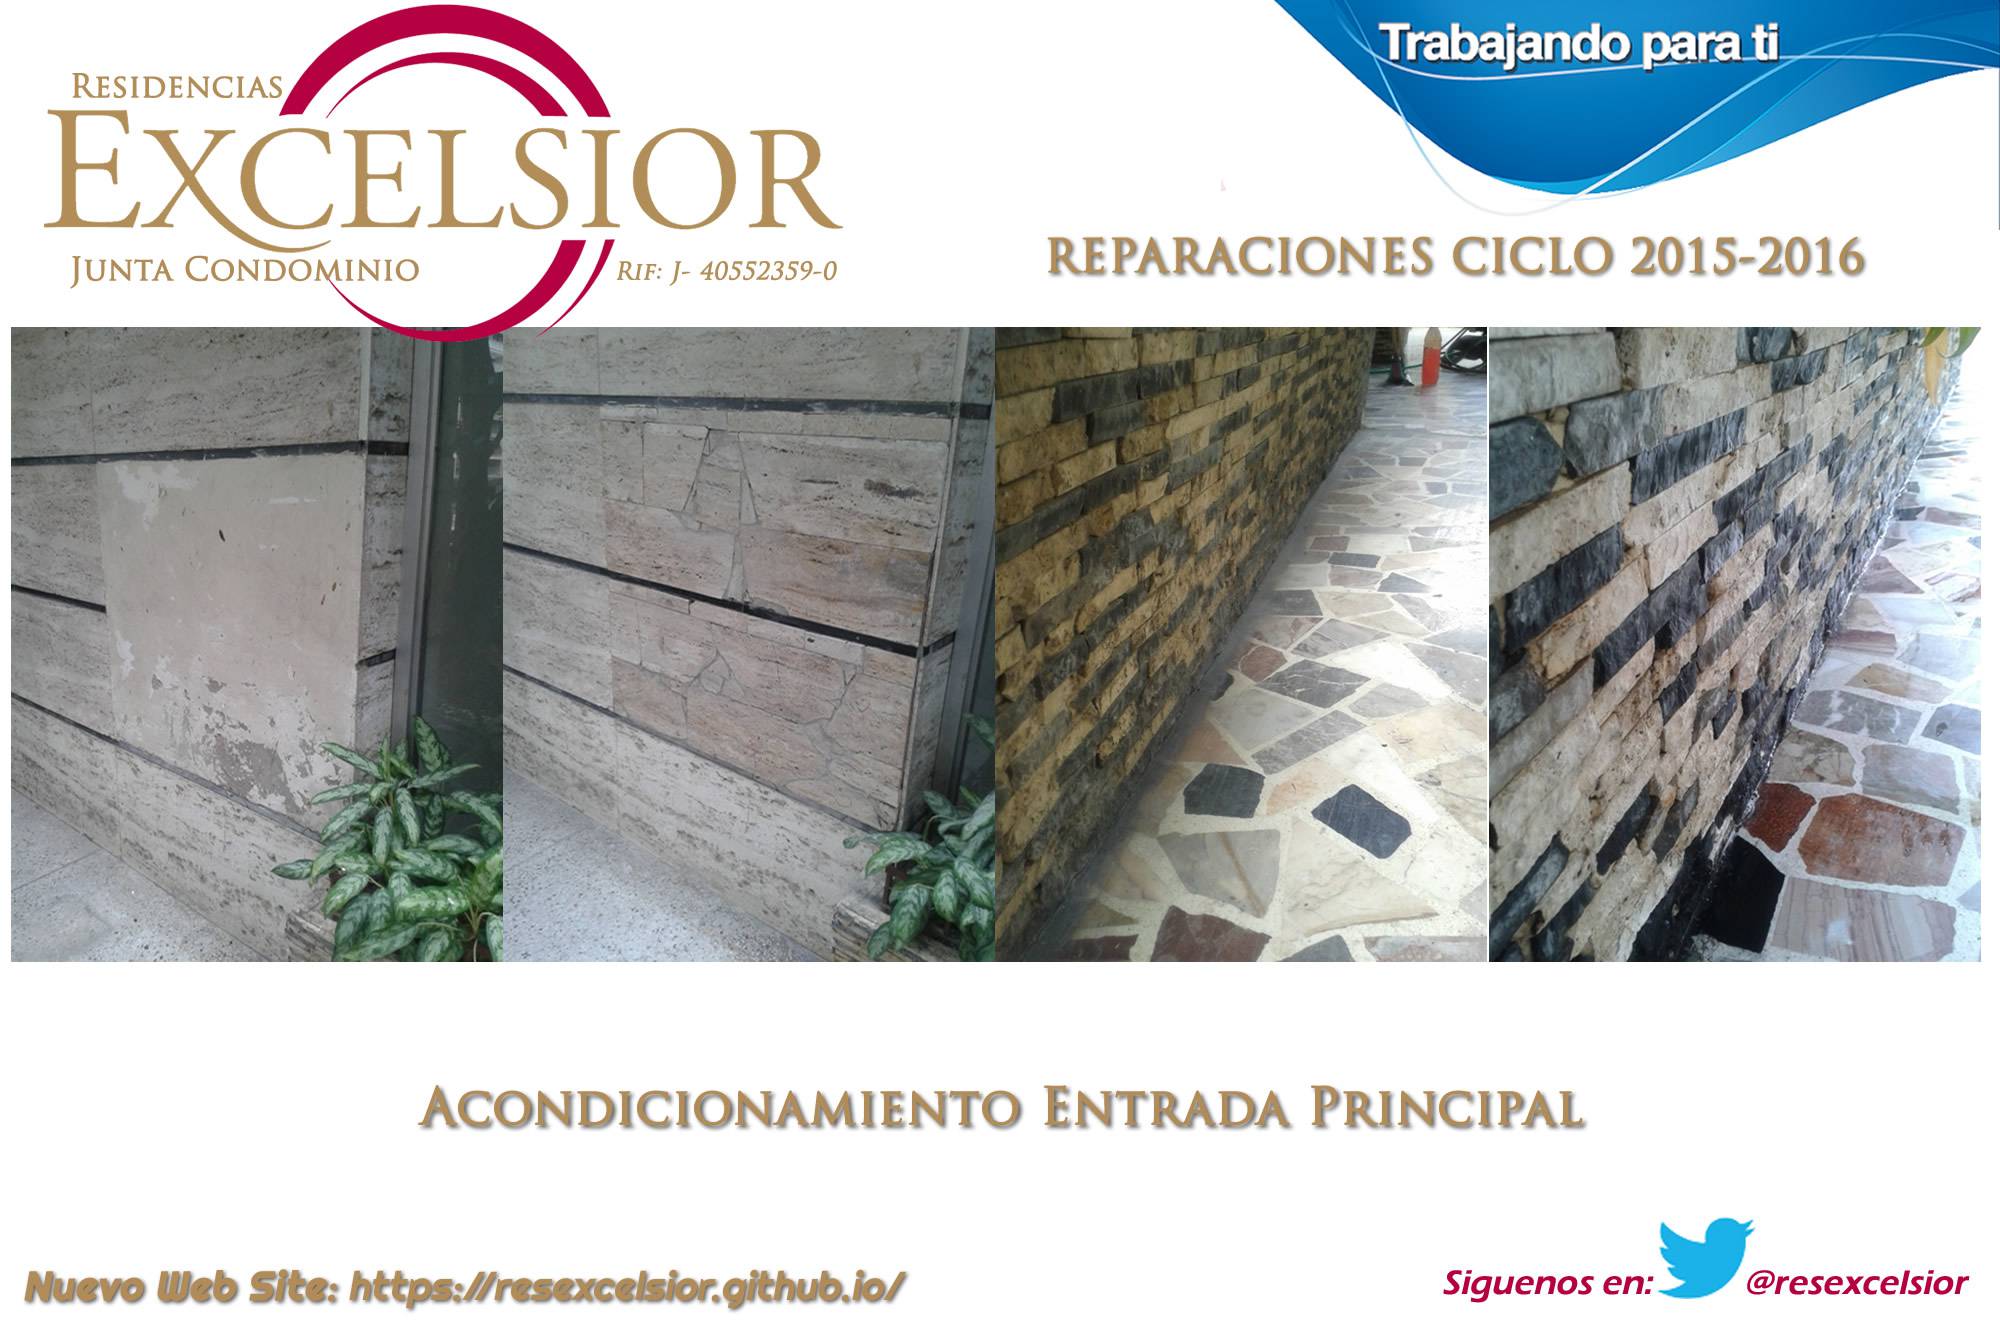 Residencias
Excelsior
Junta Condominio
Rif: J- 40552359-0
Trabajando para ti
REPARACIONES CICLO 2015-2016
Acondicionamiento Entrada Principal
Nuevo Web Site: https://resexcelsior.github.io/
Siguenos en: @resexcelsior